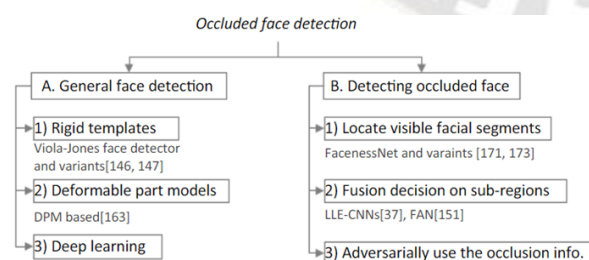 Occluded face detection
A. General face detection
1) Rigid templates
Viola-Jones face detector
and variants[146, 147]
2) Deformable part models
DPM based[163]
3) Deep learning
B. Detecting occluded face
1) Locate visible facial segments
FacenessNet and varaints [171, 173]
2) Fusion decision on sub-regions
LLE-CNNs[37], FAN[151]
3) Adversarially use the occlusion info.